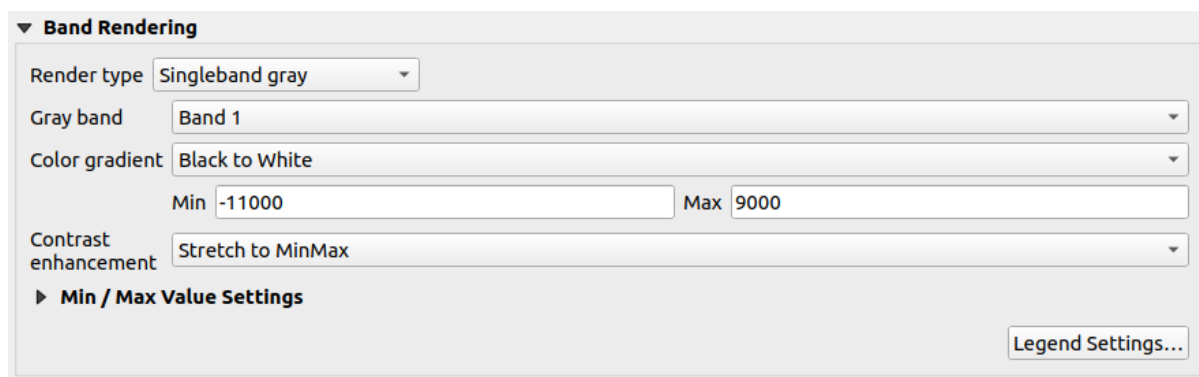 Band Rendering
Render type Singleband gray
Gray band Band 1
Color gradient Black to White
Min -11000 Max 9000
Contrast
enhancement Stretch to MinMax
Min / Max Value Settings
Legend Settings...